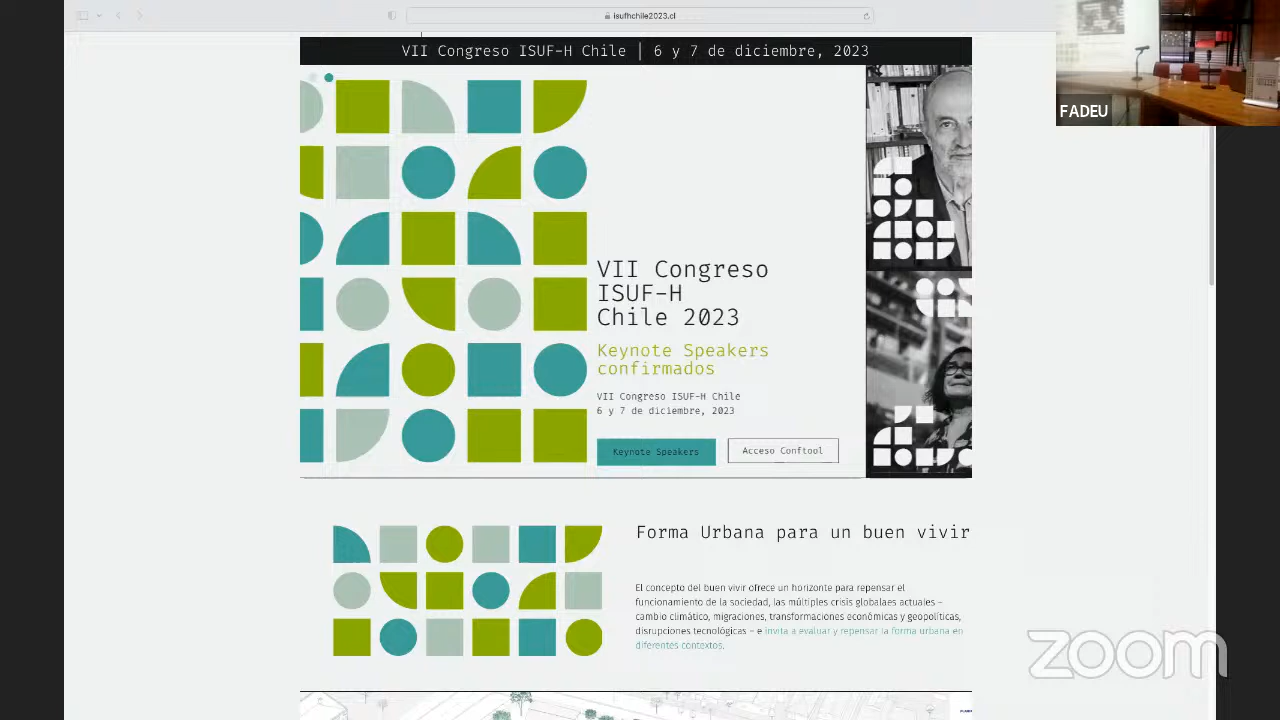 isufhchile2023.cl
VII Congreso ISUF-H Chile | 6 y 7 de diciembre, 2023
FADEU
VII Congreso
ISUF-H
Chile 2023
Keynote Speakers
confirmados
VII Congreso ISUF-H Chile
6 y 7 de diciembre, 2023
Keynote Speakers
Acceso Conftool
Forma Urbana para un buen vivir
El concepto del buen vivir ofrece un horizonte para repensar el
funcionamiento de la sociedad, las múltiples crisis globalaes actuales –
cambio climático, migraciones, transformaciones económicas y geopolíticas,
disrupciones tecnológicas – e invita a evaluar y repensar la forma urbana en
diferentes contextos.
zoom